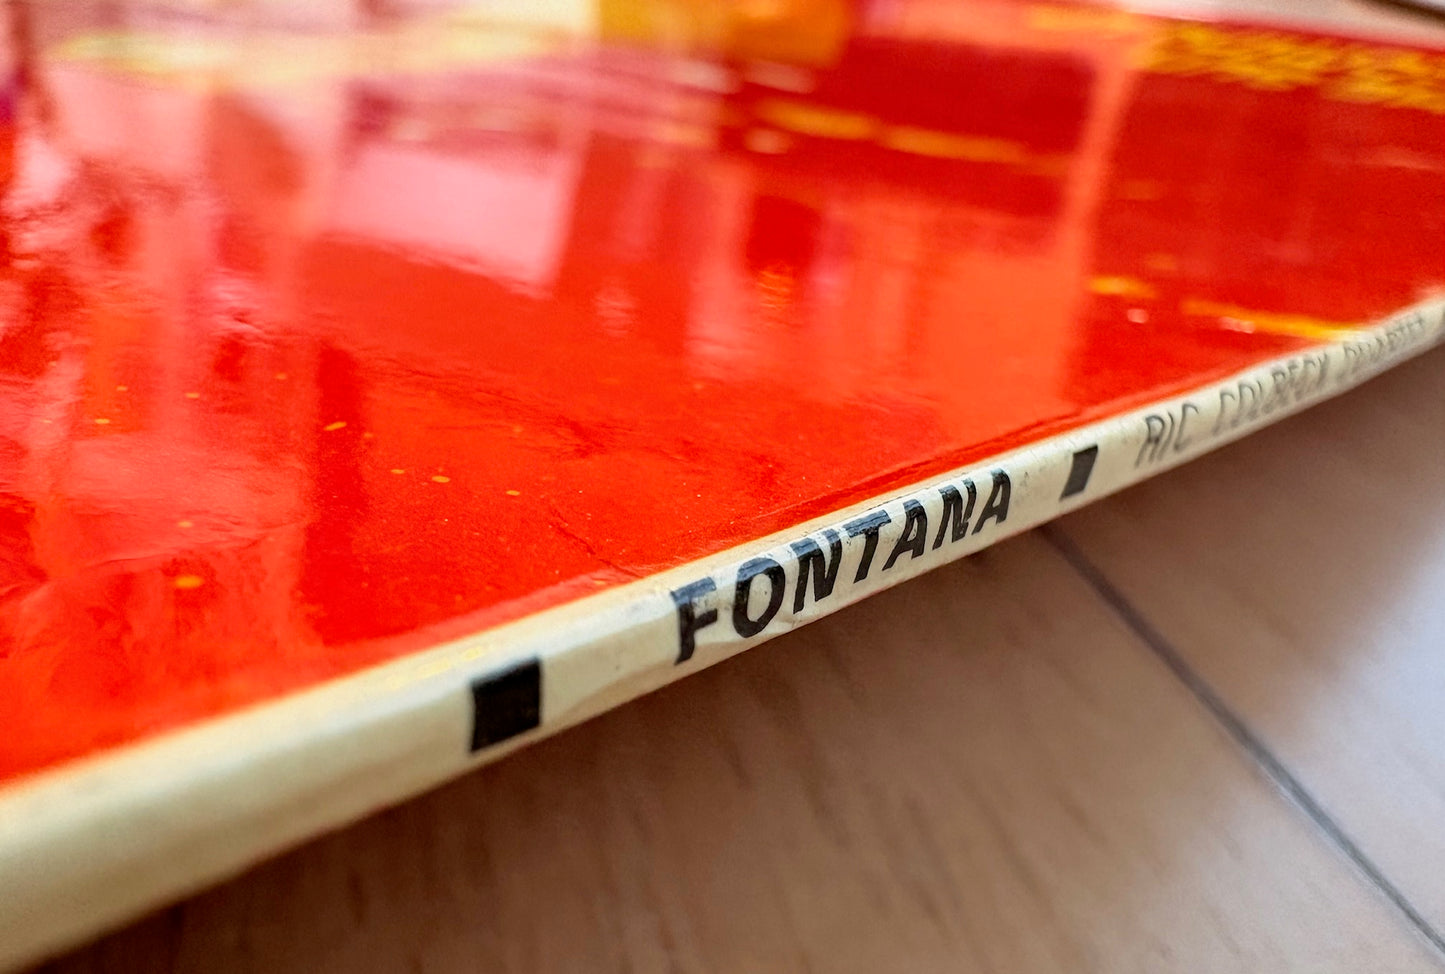 ■ FONTANA ■ RIC COLBECK QUARTET